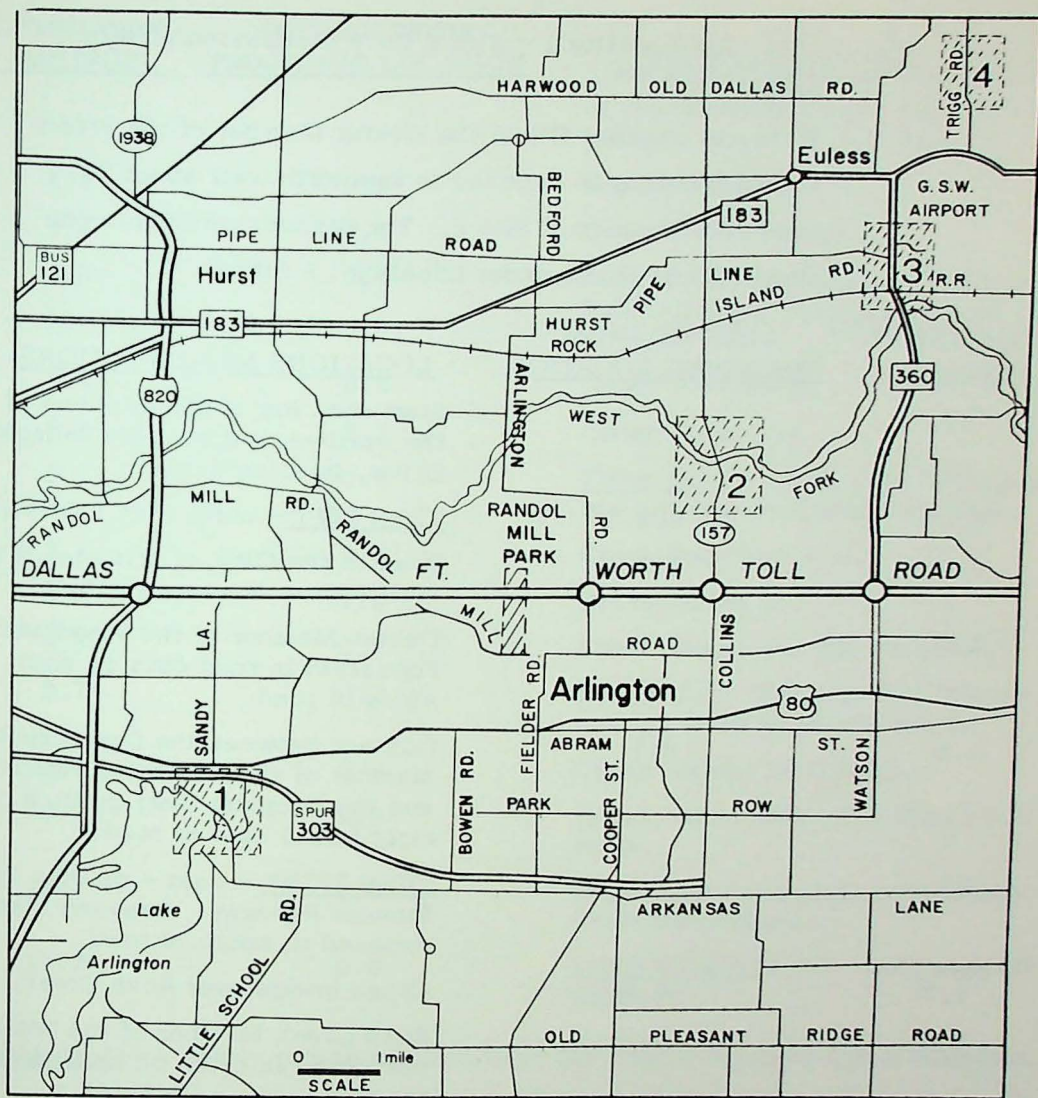 HARWOOD OLD DALLAS RD.
TRIGG RD.
4
1938
Euless
BEDFORD
183
G.S.W.
AIRPORT
BUS
121
PIPE LINE ROAD
Hurst
PIPE LINE RD.
3
ISLAND R.R.
183
HURST
ROCK
820
ARLINGTON
360
WEST
2
FORK
RANDOL MILL RD.
RANDOL
RANDOL
MILL
PARK
RD.
157
DALLAS FT. WORTH TOLL ROAD
MILL
ROAD
SANDY LA.
FIELDER RD.
COLLINS
Arlington
80
ABRAM ST.
WATSON
BOWEN RD.
COOPER ST.
PARK ROW
1
SPUR
303
Lake
Arlington
ARKANSAS LANE
LITTLE SCHOOL RD.
OLD PLEASANT RIDGE ROAD
0 1 mile
SCALE